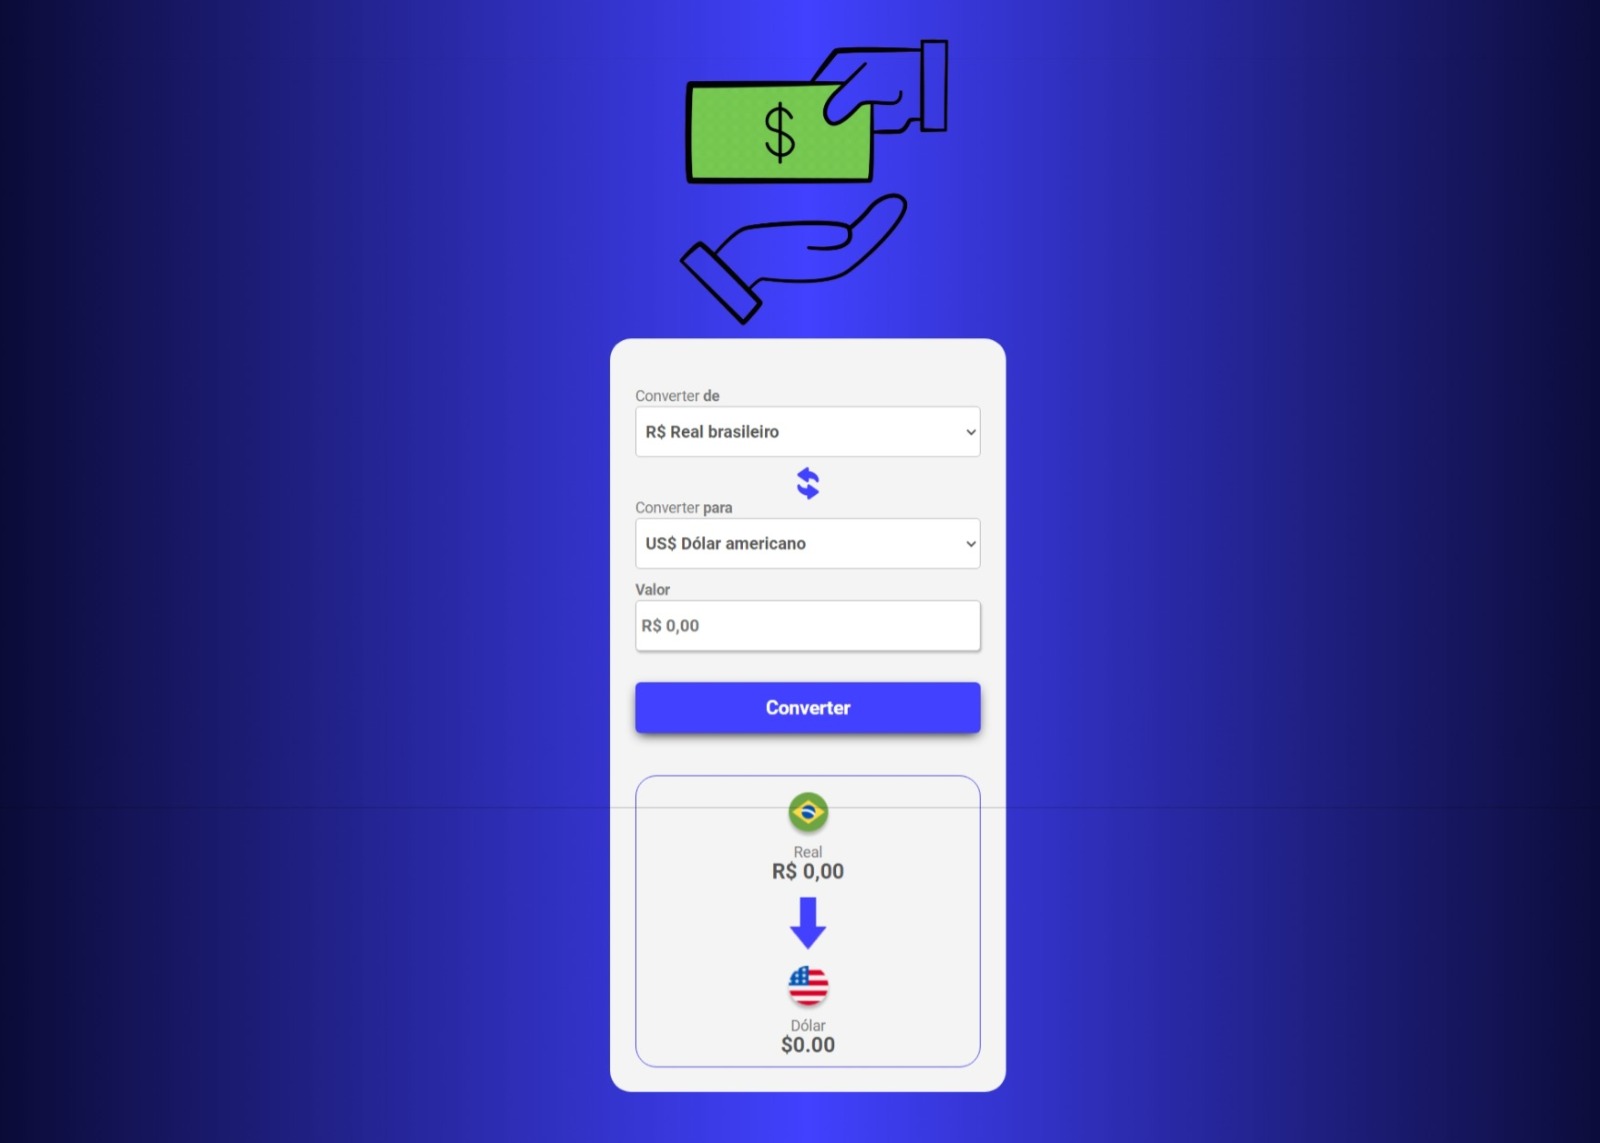 $
Converter de
R$ Real brasileiro
Converter para
US$ Dólar americano
Valor
R$ 0,00
Converter
Real
R$ 0,00
Dólar
$0.00